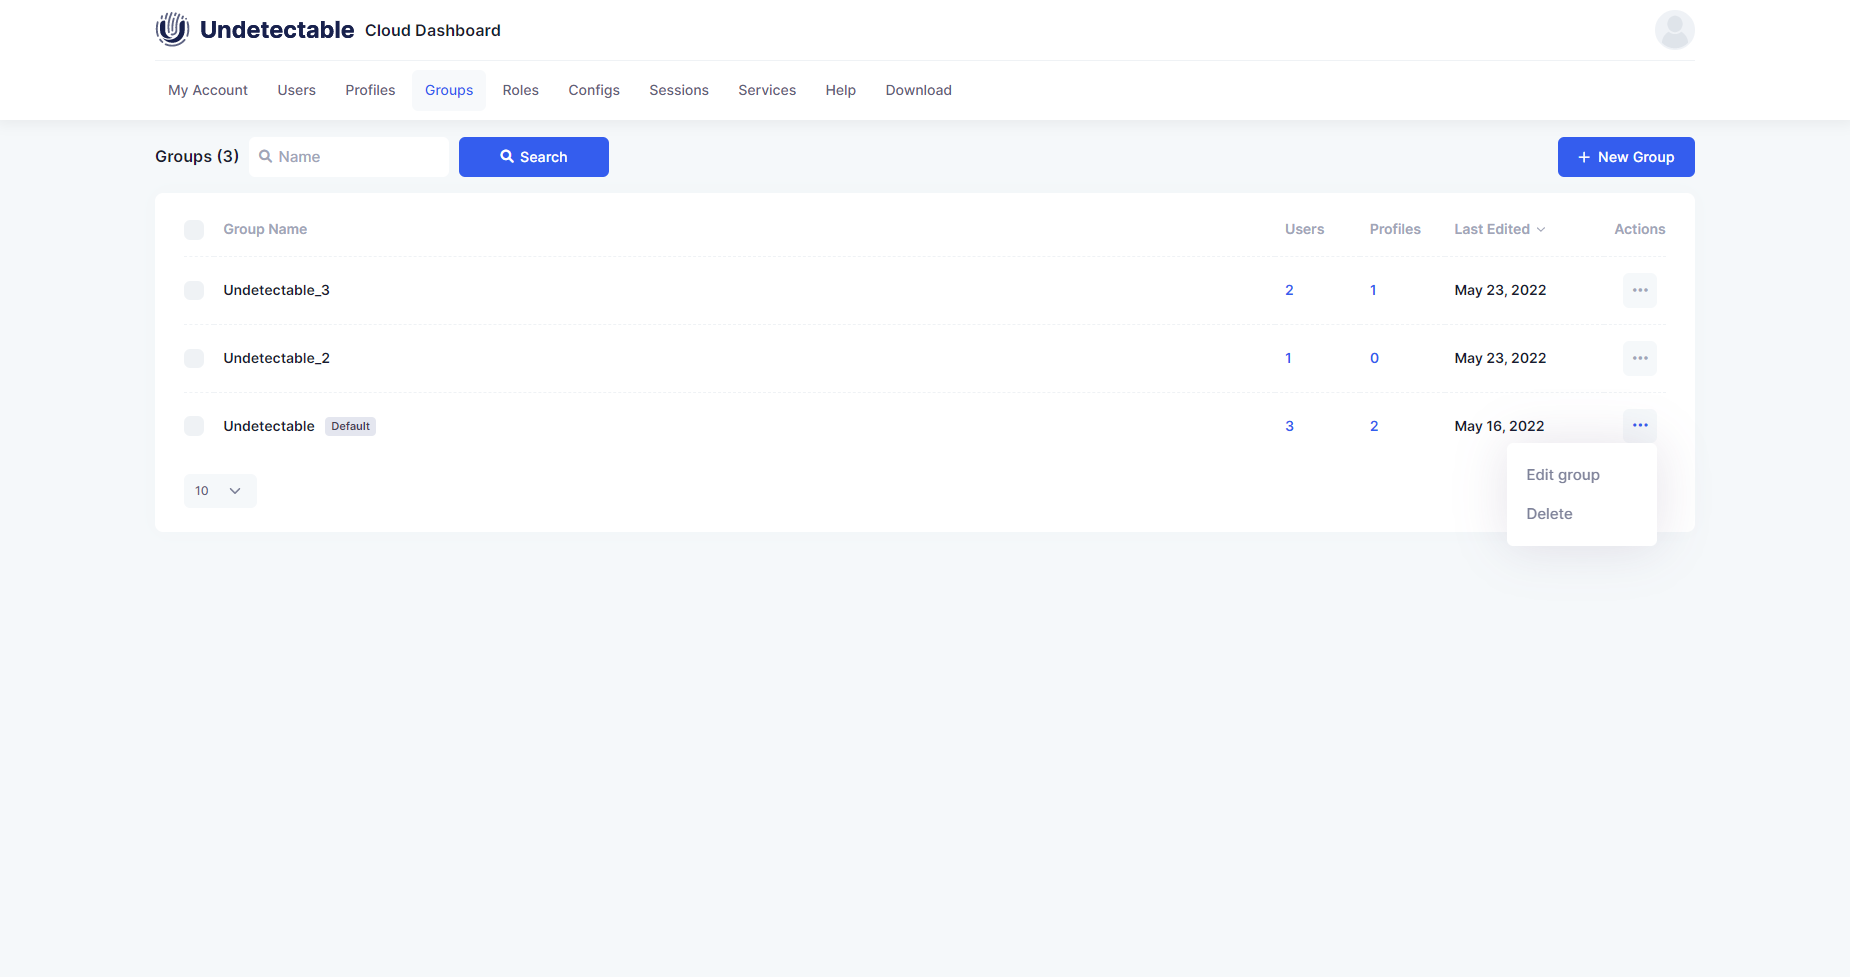 Undetectable Cloud Dashboard
My Account Users Profiles Groups Roles Configs Sessions Services Help Download
Groups (3) Name Search + New Group
Group Name Users Profiles Last Edited Actions
Undetectable_3 2 1 May 23, 2022
Undetectable_2 1 0 May 23, 2022
Undetectable Default 3 2 May 16, 2022
Edit group
10
Delete